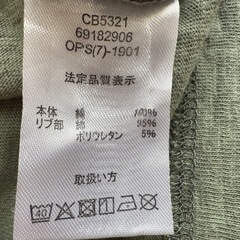 CB5321
69182906
OPS(7)-1901
法定品質表示
本体 綿 100%
リブ部 綿 95%
ポリウレタン 5%
取扱い方
40